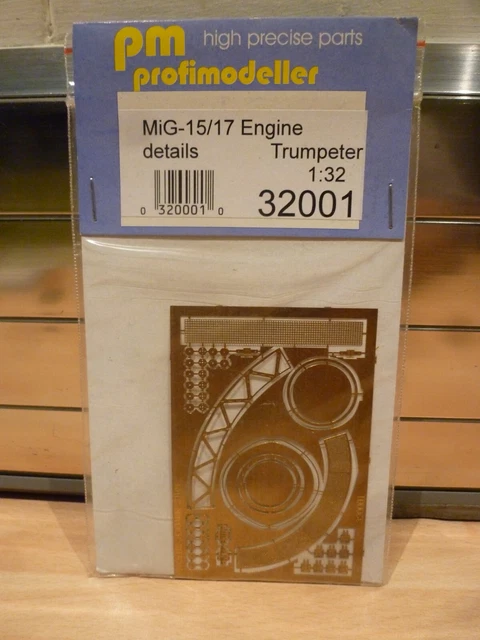 pm high precise parts
profimodeller
MiG-15/17 Engine
details Trumpeter
1:32
0 320001 0 32001